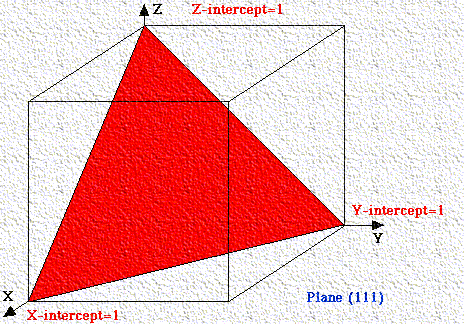 Z
Z-intercept=1
Y-intercept=1
Y
X
Plane (111)
X-intercept=1